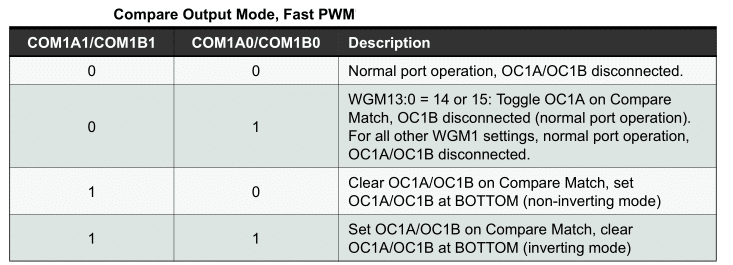 Compare Output Mode, Fast PWM
COM1A1/COM1B1 COM1A0/COM1B0 Description
0 0 Normal port operation, OC1A/OC1B disconnected.
0 1 WGM13:0 = 14 or 15: Toggle OC1A on Compare
Match, OC1B disconnected (normal port operation).
For all other WGM1 settings, normal port operation,
OC1A/OC1B disconnected.
1 0 Clear OC1A/OC1B on Compare Match, set
OC1A/OC1B at BOTTOM (non-inverting mode)
1 1 Set OC1A/OC1B on Compare Match, clear
OC1A/OC1B at BOTTOM (inverting mode)